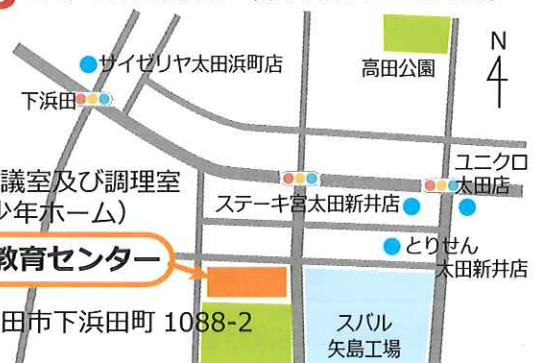 サイゼリヤ太田浜町店
高田公園
N
下浜田
ユニクロ
太田店
議室及び調理室
少年ホーム）
ステーキ宮太田新井店
教育センター
とりせん
太田新井店
田市下浜田町 1088-2
スバル
矢島工場